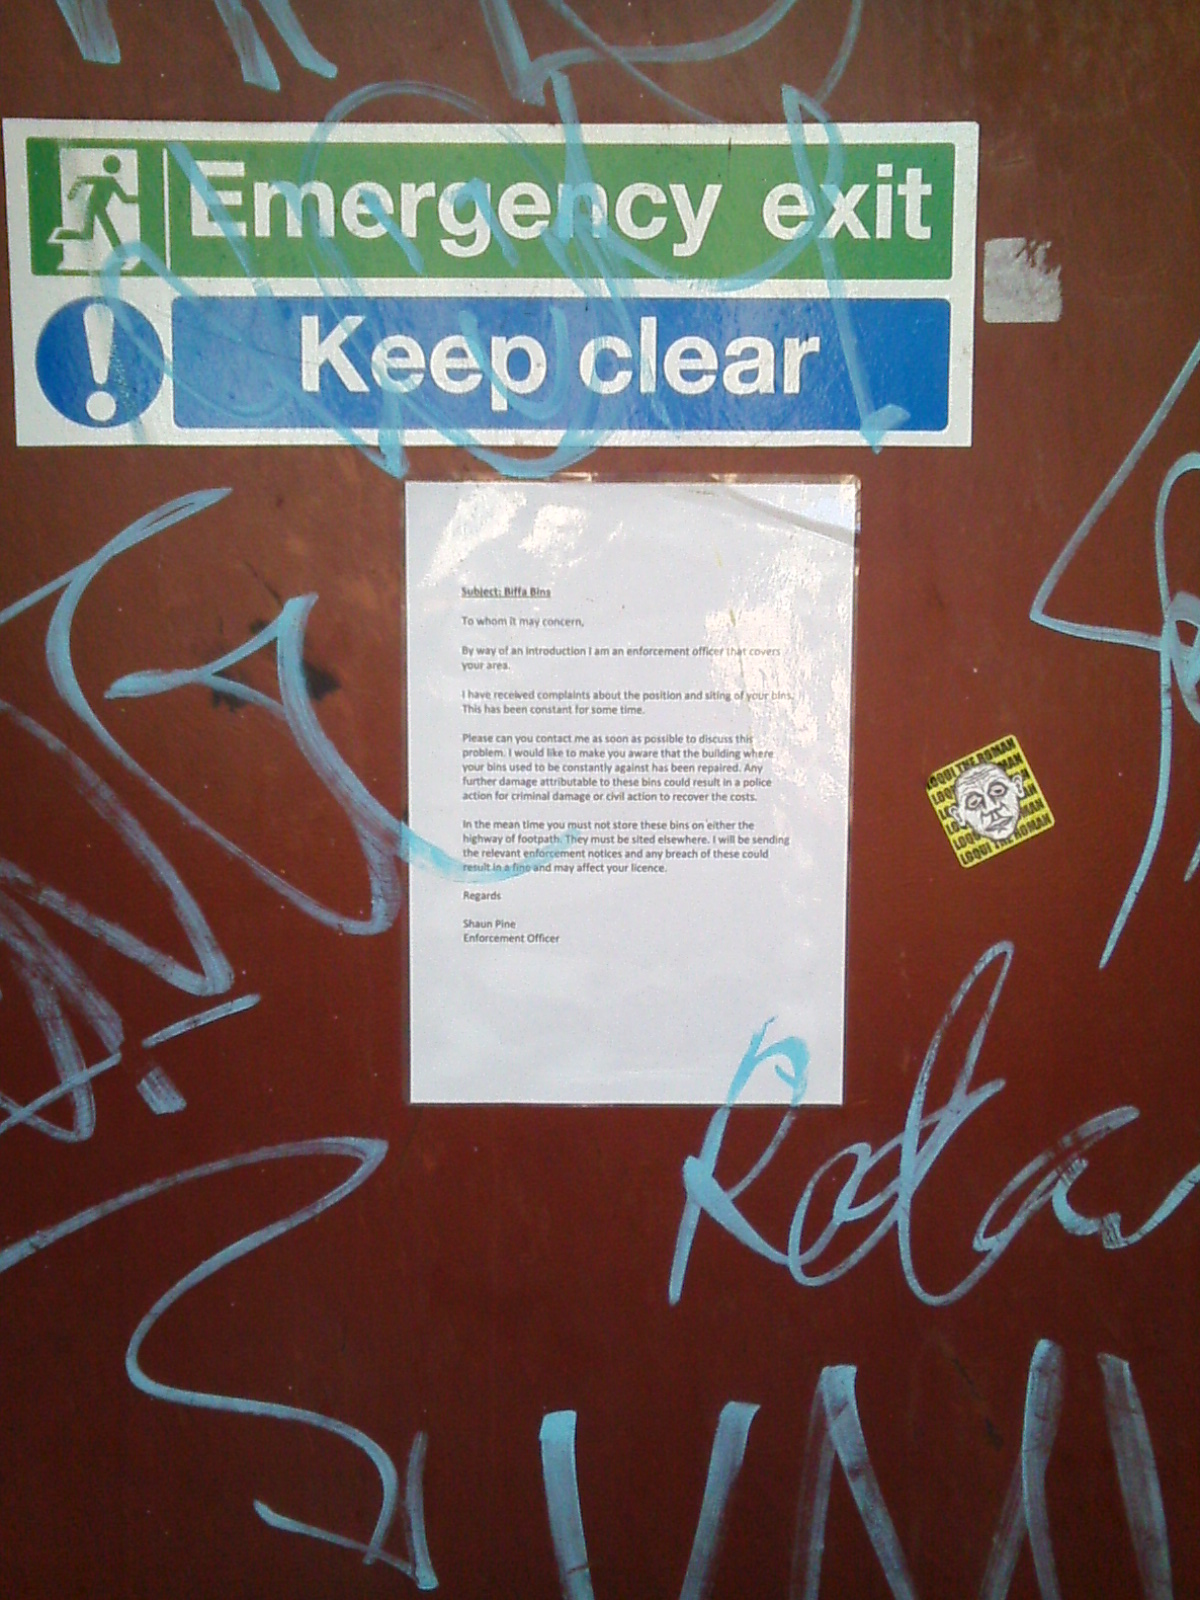 Emergency exit
Keep clear
Subject: Biffa Bins
To whom it may concern,
By way of an introduction I am an enforcement officer that covers
your area.
I have received complaints about the position and siting of your bins.
This has been constant for some time.
Please can you contact me as soon as possible to discuss this
problem. I would like to make you aware that the building where
your bins used to be constantly against has been repaired. Any
further damage attributable to these bins could result in a police
action for criminal damage or civil action to recover the costs.
In the mean time you must not store these bins on either the
highway of footpath. They must be sited elsewhere. I will be sending
the relevant enforcement notices and any breach of these could
result in a fine and may affect your licence.
Regards
Shaun Pine
Enforcement Officer
LOQUI THE ROMAN
LOQUI THE ROMAN